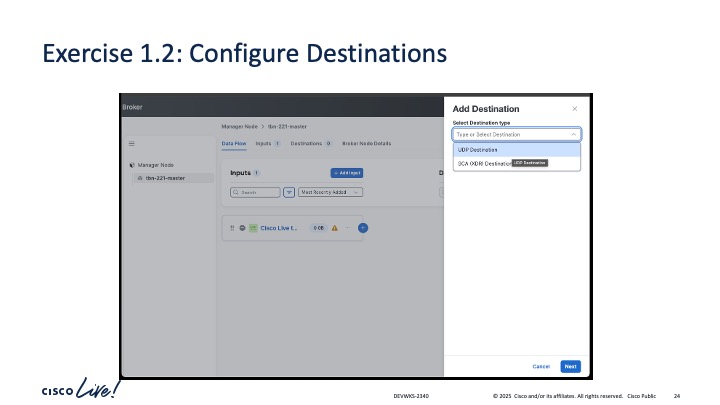 Exercise 1.2: Configure Destinations
Broker
Add Destination
Select Destination type
Type or Select Destination
UDP Destination
SCA (XDR) Destination
UDP Destination
Manager Node > tbn-221-master
Data Flow Inputs 1 Destinations 0 Broker Node Details
Manager Node
tbn-221-master
Inputs 1
+ Add Input
D
Search
Most Recently Added
Cisco Live t...
0 0B
Cancel
Next
CISCO Live!
DEVWKS-2340
© 2025 Cisco and/or its affiliates. All rights reserved. Cisco Public
24